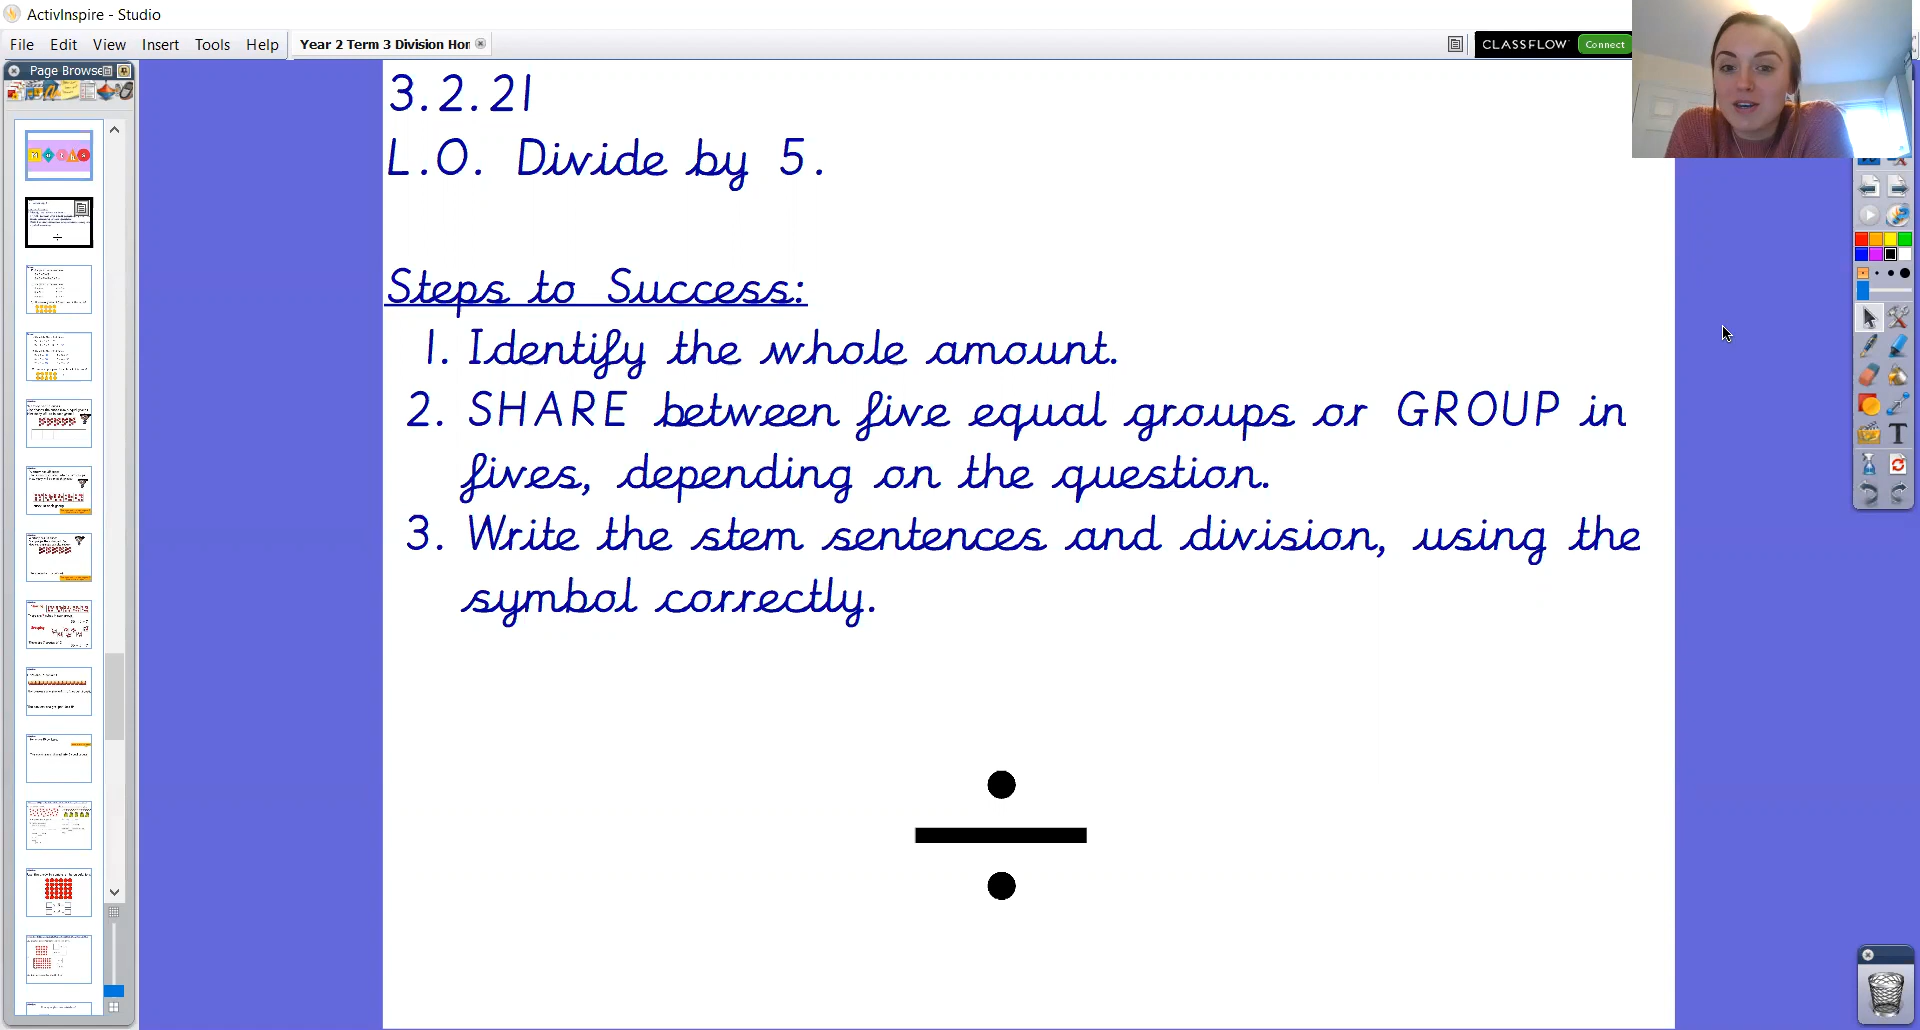 ActivInspire - Studio
File Edit View Insert Tools Help
Year 2 Term 3 Division Hon
CLASSFLOW Connect
Page Browse
3.2.21
L.O. Divide by 5.
Steps to Success:
1. Identify the whole amount.
2. SHARE between five equal groups or GROUP in
fives, depending on the question.
3. Write the stem sentences and division, using the
symbol correctly.
÷